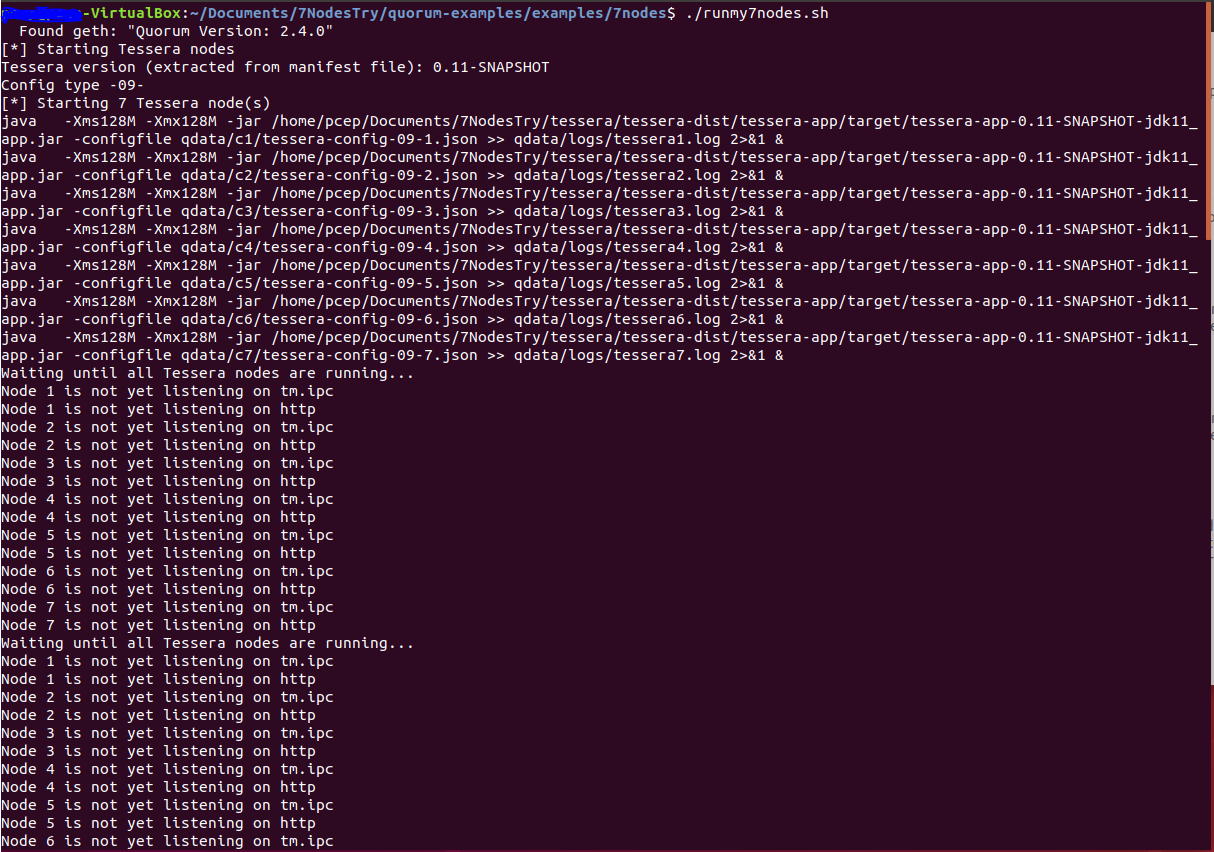 -VirtualBox:~/Documents/7NodesTry/quorum-examples/examples/7nodes$ ./runmy7nodes.sh
Found geth: "Quorum Version: 2.4.0"
[*] Starting Tessera nodes
Tessera version (extracted from manifest file): 0.11-SNAPSHOT
Config type -09-
[*] Starting 7 Tessera node(s)
java   -Xms128M -Xmx128M -jar /home/pcep/Documents/7NodesTry/tessera/tessera-dist/tessera-app/target/tessera-app-0.11-SNAPSHOT-jdk11_
app.jar -configfile qdata/c1/tessera-config-09-1.json >> qdata/logs/tessera1.log 2>&1 &
java   -Xms128M -Xmx128M -jar /home/pcep/Documents/7NodesTry/tessera/tessera-dist/tessera-app/target/tessera-app-0.11-SNAPSHOT-jdk11_
app.jar -configfile qdata/c2/tessera-config-09-2.json >> qdata/logs/tessera2.log 2>&1 &
java   -Xms128M -Xmx128M -jar /home/pcep/Documents/7NodesTry/tessera/tessera-dist/tessera-app/target/tessera-app-0.11-SNAPSHOT-jdk11_
app.jar -configfile qdata/c3/tessera-config-09-3.json >> qdata/logs/tessera3.log 2>&1 &
java   -Xms128M -Xmx128M -jar /home/pcep/Documents/7NodesTry/tessera/tessera-dist/tessera-app/target/tessera-app-0.11-SNAPSHOT-jdk11_
app.jar -configfile qdata/c4/tessera-config-09-4.json >> qdata/logs/tessera4.log 2>&1 &
java   -Xms128M -Xmx128M -jar /home/pcep/Documents/7NodesTry/tessera/tessera-dist/tessera-app/target/tessera-app-0.11-SNAPSHOT-jdk11_
app.jar -configfile qdata/c5/tessera-config-09-5.json >> qdata/logs/tessera5.log 2>&1 &
java   -Xms128M -Xmx128M -jar /home/pcep/Documents/7NodesTry/tessera/tessera-dist/tessera-app/target/tessera-app-0.11-SNAPSHOT-jdk11_
app.jar -configfile qdata/c6/tessera-config-09-6.json >> qdata/logs/tessera6.log 2>&1 &
java   -Xms128M -Xmx128M -jar /home/pcep/Documents/7NodesTry/tessera/tessera-dist/tessera-app/target/tessera-app-0.11-SNAPSHOT-jdk11_
app.jar -configfile qdata/c7/tessera-config-09-7.json >> qdata/logs/tessera7.log 2>&1 &
Waiting until all Tessera nodes are running...
Node 1 is not yet listening on tm.ipc
Node 1 is not yet listening on http
Node 2 is not yet listening on tm.ipc
Node 2 is not yet listening on http
Node 3 is not yet listening on tm.ipc
Node 3 is not yet listening on http
Node 4 is not yet listening on tm.ipc
Node 4 is not yet listening on http
Node 5 is not yet listening on tm.ipc
Node 5 is not yet listening on http
Node 6 is not yet listening on tm.ipc
Node 6 is not yet listening on http
Node 7 is not yet listening on tm.ipc
Node 7 is not yet listening on http
Waiting until all Tessera nodes are running...
Node 1 is not yet listening on tm.ipc
Node 1 is not yet listening on http
Node 2 is not yet listening on tm.ipc
Node 2 is not yet listening on http
Node 3 is not yet listening on tm.ipc
Node 3 is not yet listening on http
Node 4 is not yet listening on tm.ipc
Node 4 is not yet listening on http
Node 5 is not yet listening on tm.ipc
Node 5 is not yet listening on http
Node 6 is not yet listening on tm.ipc